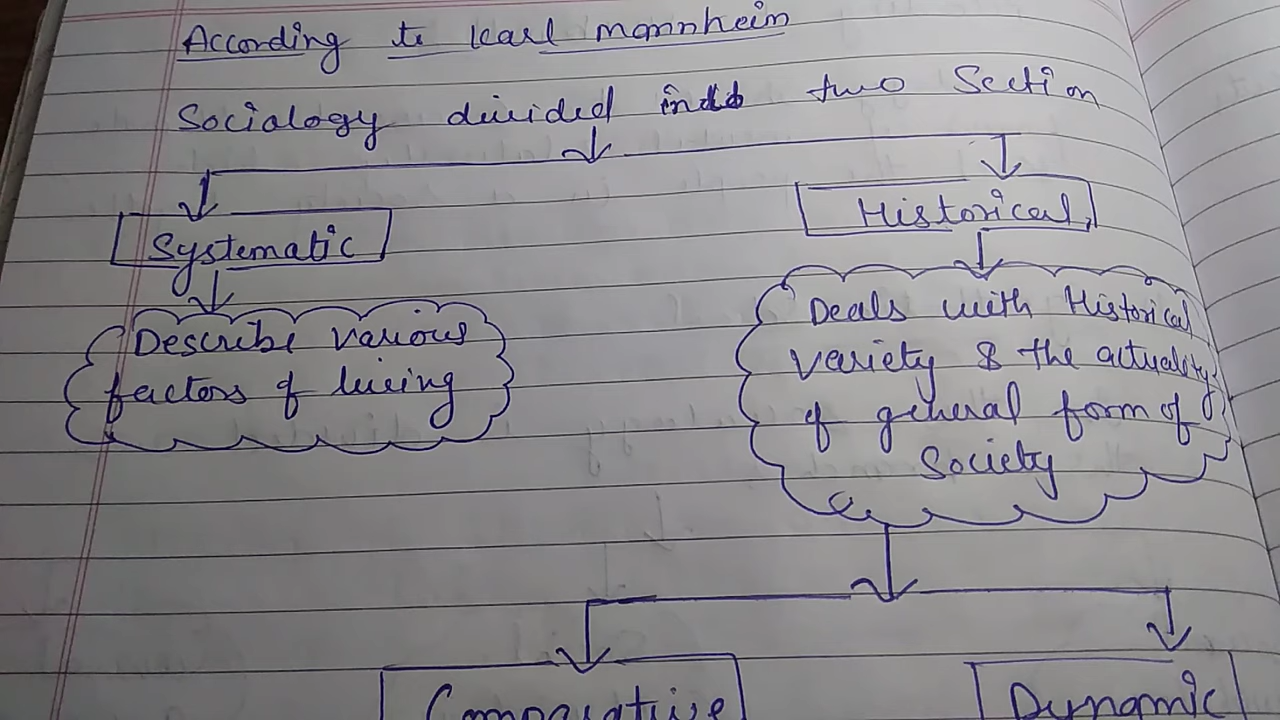 According to Karl mannhein
Sociology divided into two Section
Systematic
Historical,
Describe various
factors of living
Deals with Historical
variety & the actuality
of general form of
Society
Comparative
Dynamic